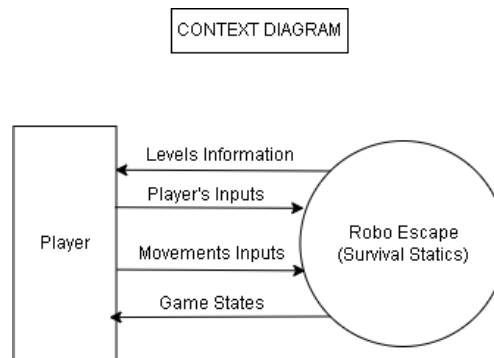 CONTEXT DIAGRAM
Levels Information
Player's Inputs
Player
Robo Escape
(Survival Statics)
Movements Inputs
Game States